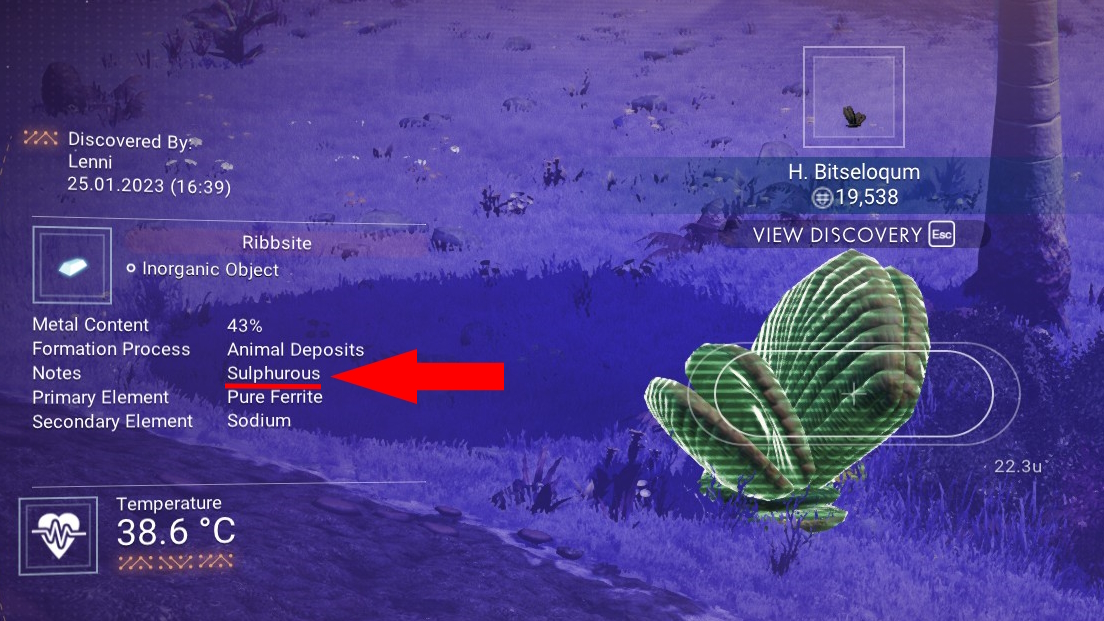 Discovered By:
Lenni
25.01.2023 (16:39)
H. Bitseloqum
19,538
VIEW DISCOVERY Esc
Ribbsite
Inorganic Object
Metal Content 43%
Formation Process Animal Deposits
Notes Sulphurous
Primary Element Pure Ferrite
Secondary Element Sodium
22.3u
Temperature
38.6 °C